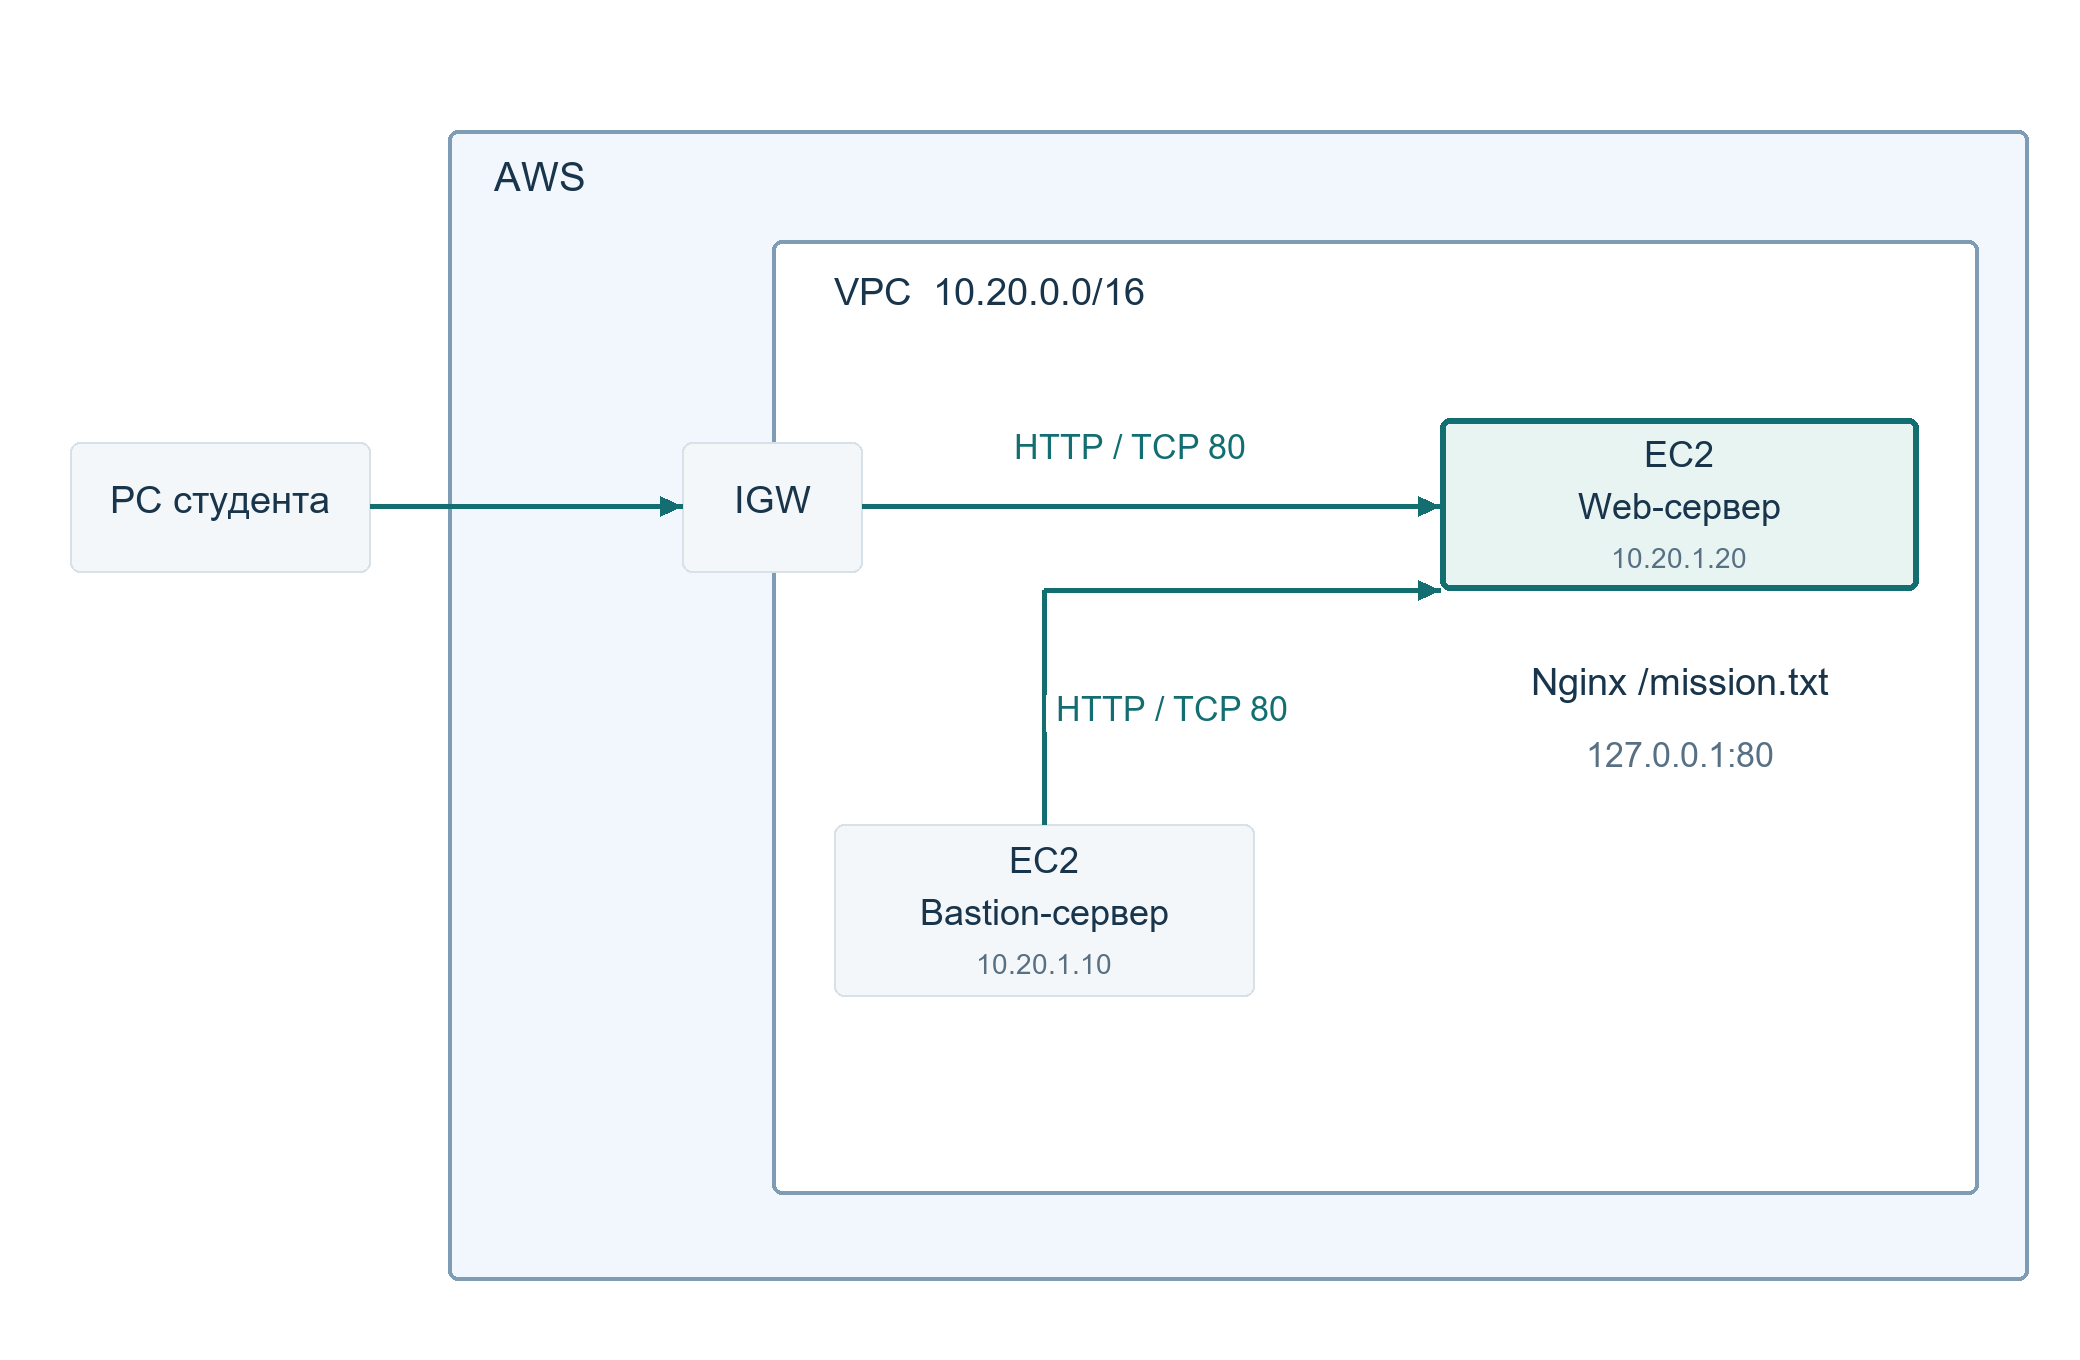 AWS
VPC  10.20.0.0/16
PC студента
IGW
HTTP / TCP 80
EC2
Web-сервер
10.20.1.20
Nginx /mission.txt
127.0.0.1:80
HTTP / TCP 80
EC2
Bastion-сервер
10.20.1.10